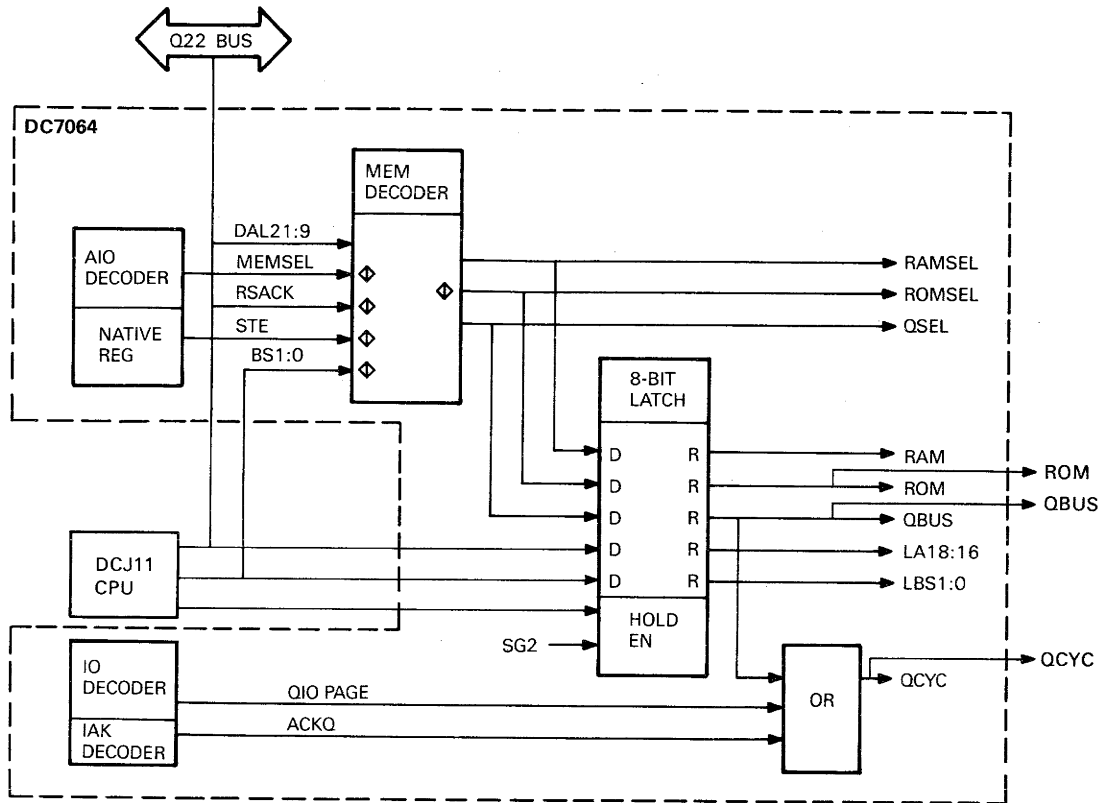 Q22 BUS
DC7064
MEM
DECODER
AIO
DECODER
NATIVE
REG
DAL21:9
MEMSEL
RSACK
STE
BS1:0
RAMSEL
ROMSEL
QSEL
8-BIT
LATCH
D R
D R
D R
D R
D R
HOLD
EN
RAM
ROM
ROM
QBUS
QBUS
LA18:16
LBS1:0
DCJ11
CPU
SG2
IO
DECODER
IAK
DECODER
QIO PAGE
ACKQ
OR
QCYC
QCYC